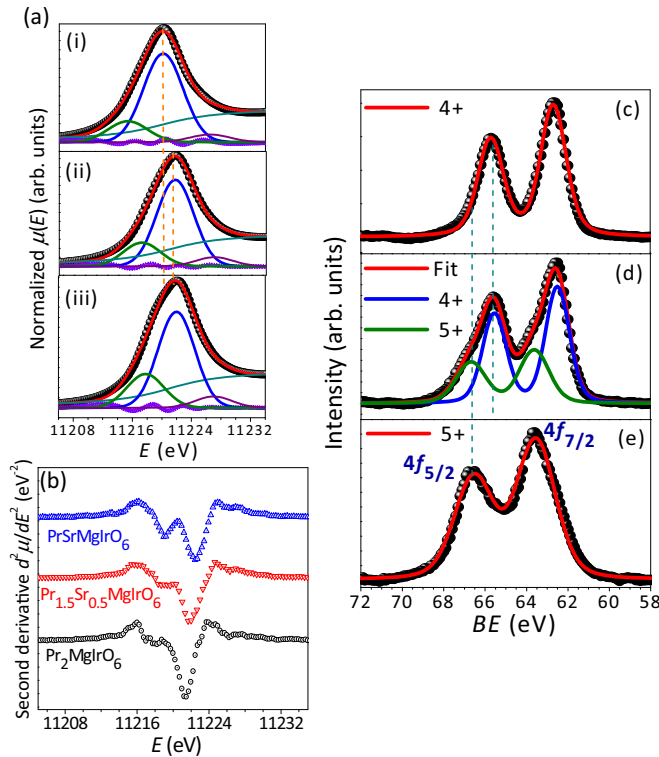 (a)
(i)
(ii)
(iii)
Normalized μ(E) (arb. units)
11208 11216 11224 11232
E (eV)
(b)
PrSrMgIrO6
Pr1.5Sr0.5MgIrO6
Pr2MgIrO6
Second derivative d²μ/dE² (eV⁻²)
11208 11216 11224 11235
E (eV)
4+
(c)
Fit
4+
5+
(d)
5+
(e)
4f5/2
4f7/2
Intensity (arb. units)
72 70 68 66 64 62 60 58
BE (eV)